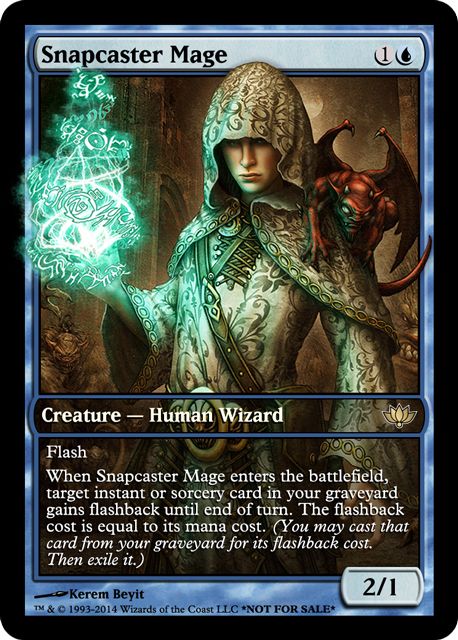 Snapcaster Mage 1
Creature — Human Wizard
Flash
When Snapcaster Mage enters the battlefield,
target instant or sorcery card in your graveyard
gains flashback until end of turn. The flashback
cost is equal to its mana cost. (You may cast that
card from your graveyard for its flashback cost.
Then exile it.)
2/1
Kerem Beyit
™ & © 1993-2014 Wizards of the Coast LLC *NOT FOR SALE*